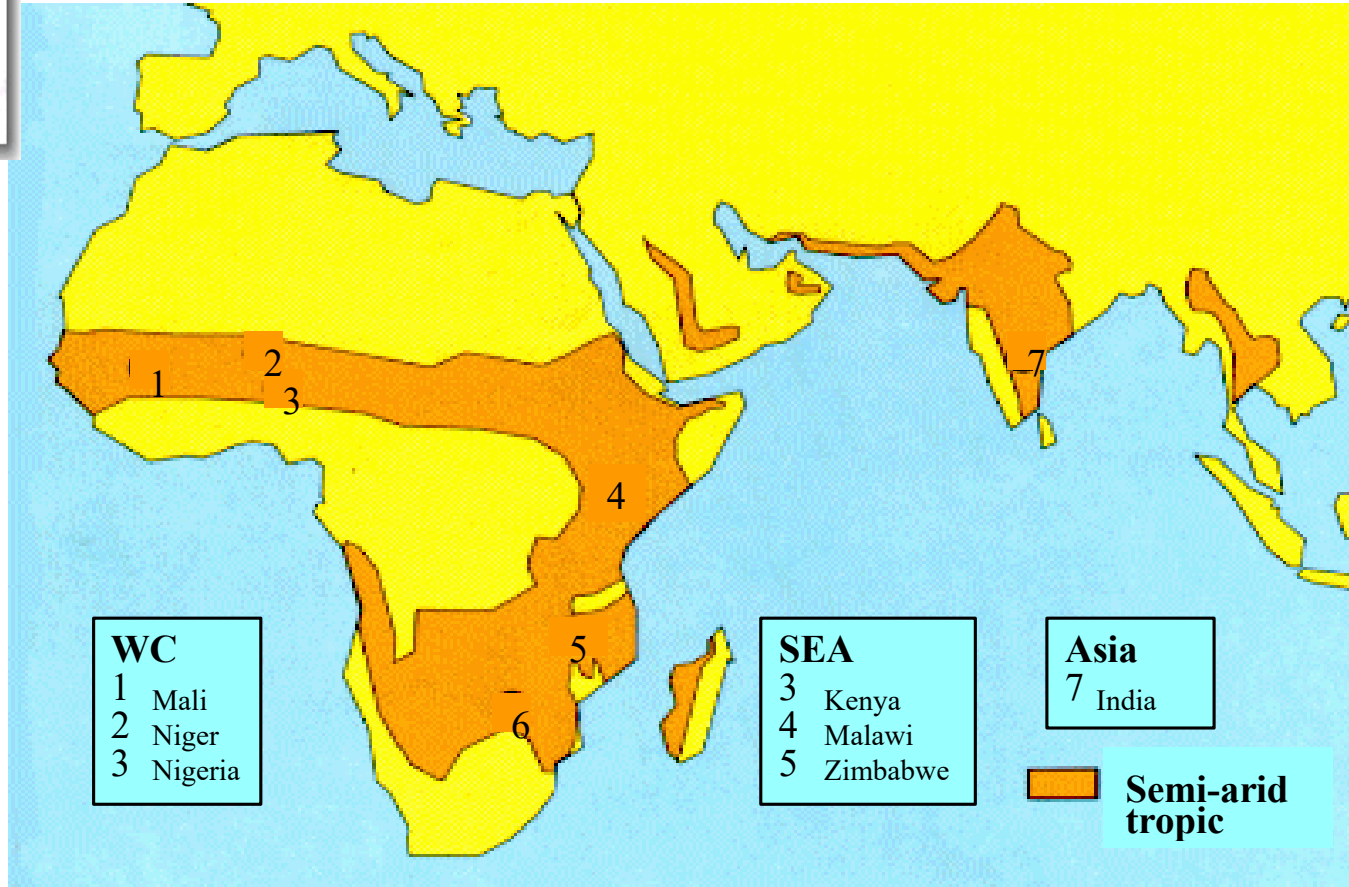 2
7
1
3
4
5
6
WC
1 Mali
2 Niger
3 Nigeria
SEA
3 Kenya
4 Malawi
5 Zimbabwe
Asia
7 India
Semi-arid
tropic